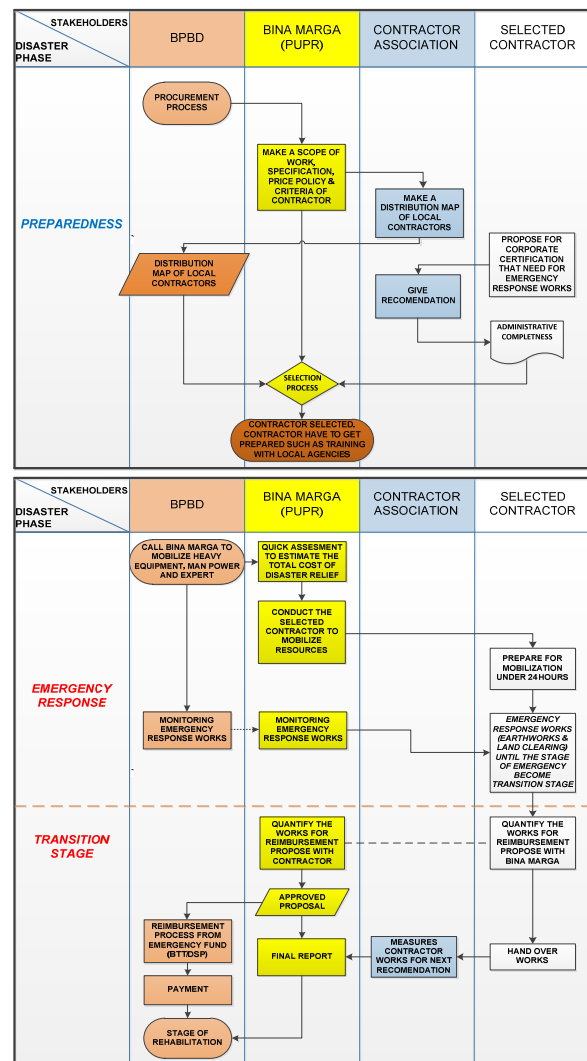 STAKEHOLDERS
DISASTER
PHASE
BPBD
BINA MARGA
(PUPR)
CONTRACTOR
ASSOCIATION
SELECTED
CONTRACTOR
PREPAREDNESS
PROCUREMENT
PROCESS
MAKE A SCOPE OF
WORK,
SPECIFICATION,
PRICE POLICY &
CRITERIA OF
CONTRACTOR
MAKE A
DISTRIBUTION MAP
OF LOCAL
CONTRACTORS
DISTRIBUTION
MAP OF LOCAL
CONTRACTORS
PROPOSE FOR
CORPORATE
CERTIFICATION
THAT NEED FOR
EMERGENCY
RESPONSE WORKS
GIVE
RECOMENDATION
ADMINISTRATIVE
COMPLETNESS
SELECTION
PROCESS
CONTRACTOR SELECTED.
CONTRACTOR HAVE TO GET
PREPARED SUCH AS TRAINING
WITH LOCAL AGENCIES
STAKEHOLDERS
DISASTER
PHASE
BPBD
BINA MARGA
(PUPR)
CONTRACTOR
ASSOCIATION
SELECTED
CONTRACTOR
EMERGENCY
RESPONSE
CALL BINA MARGA TO
MOBILIZE HEAVY
EQUIPMENT, MAN POWER
AND EXPERT
QUICK ASSESMENT
TO ESTIMATE THE
TOTAL COST OF
DISASTER RELIEF
CONDUCT THE
SELECTED
CONTRACTOR TO
MOBILIZE
RESOURCES
PREPARE FOR
MOBILIZATION
UNDER 24 HOURS
MONITORING
EMERGENCY
RESPONSE WORKS
MONITORING
EMERGENCY
RESPONSE WORKS
EMERGENCY
RESPONSE WORKS
(EARTHWORKS &
LAND CLEARING)
UNTIL THE STAGE
OF EMERGENCY
BECOME
TRANSITION STAGE
TRANSITION
STAGE
QUANTIFY THE
WORKS FOR
REIMBURSEMENT
PROPOSE WITH
CONTRACTOR
QUANTIFY THE
WORKS FOR
REIMBURSEMENT
PROPOSE WITH
BINA MARGA
APPROVED
PROPOSAL
REIMBURSEMENT
PROCESS FROM
EMERGENCY FUND
(BTT/DSP)
FINAL REPORT
MEASURES
CONTRACTOR
WORKS FOR NEXT
RECOMENDATION
HAND OVER
WORKS
PAYMENT
STAGE OF
REHABILITATION